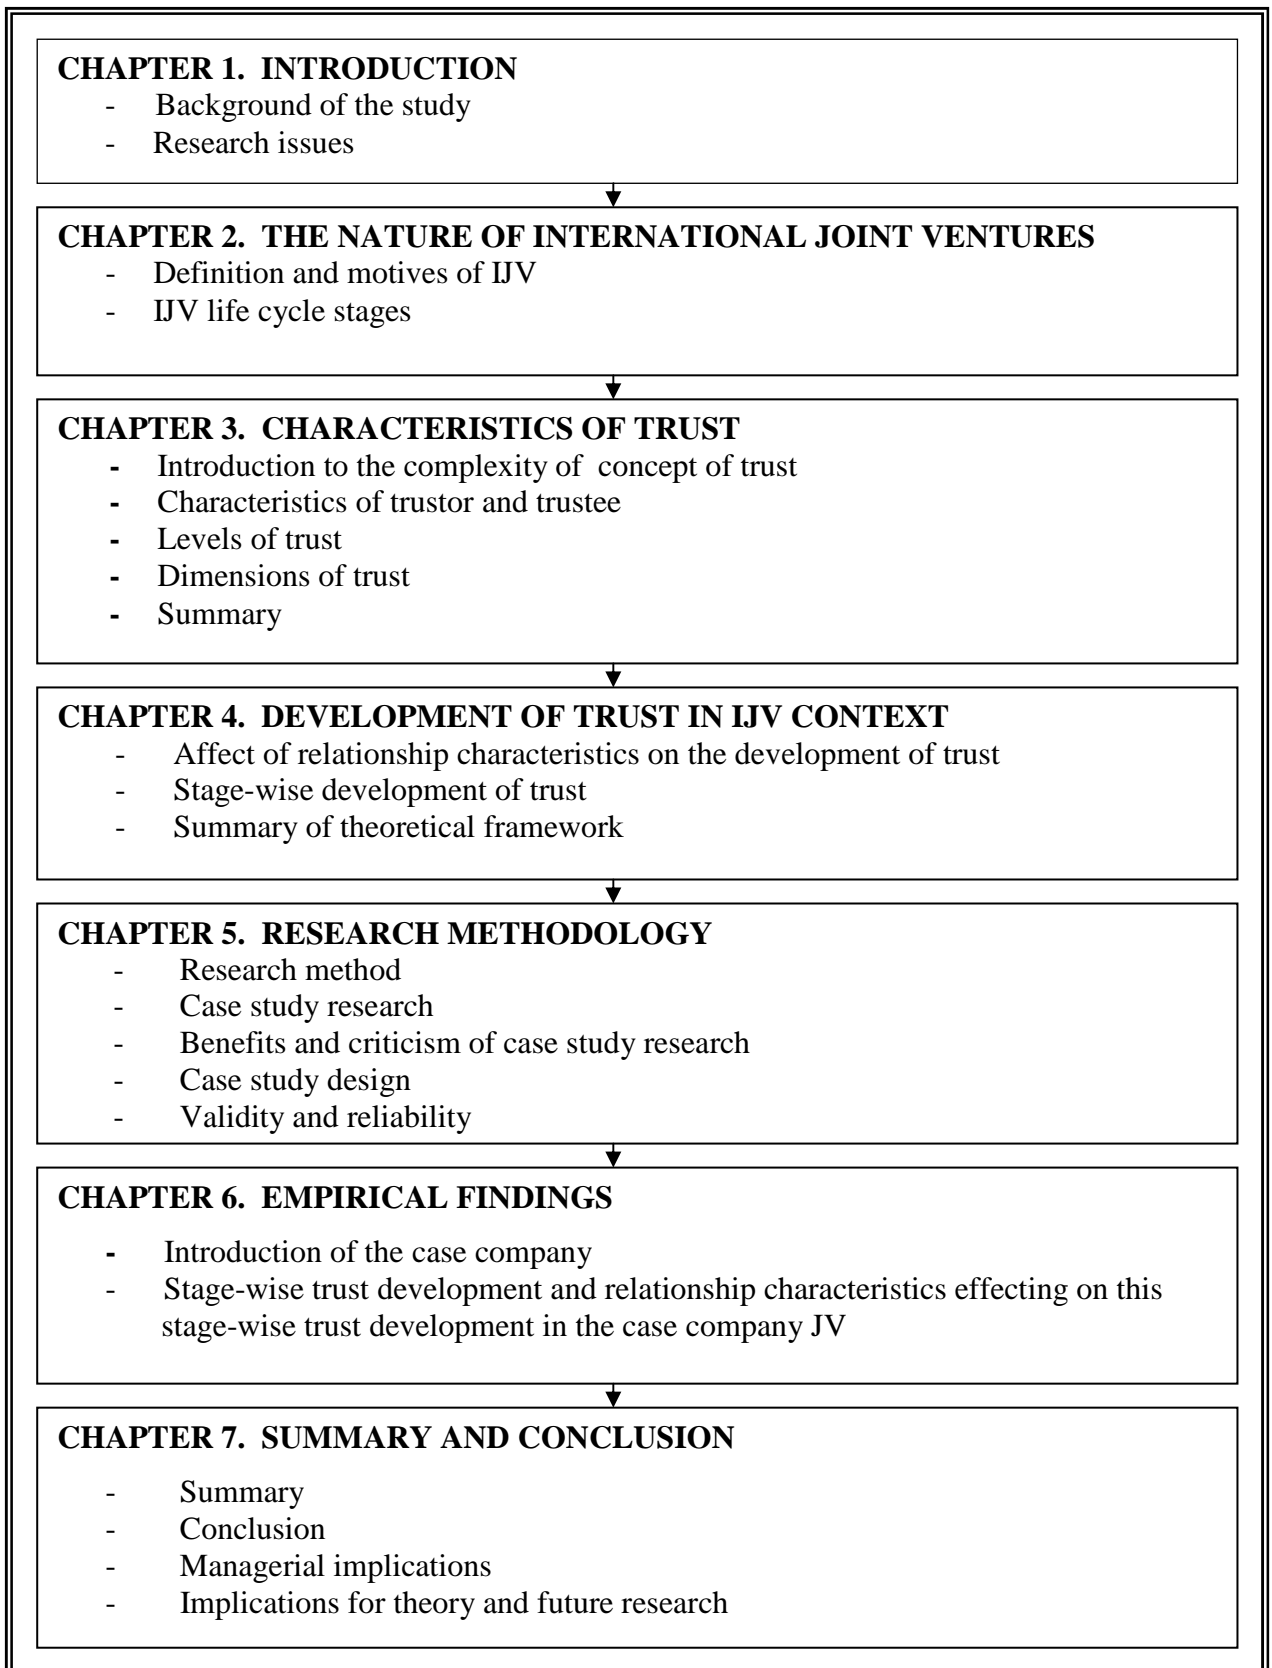 CHAPTER 1. INTRODUCTION
- Background of the study
- Research issues
CHAPTER 2. THE NATURE OF INTERNATIONAL JOINT VENTURES
- Definition and motives of IJV
- IJV life cycle stages
CHAPTER 3. CHARACTERISTICS OF TRUST
- Introduction to the complexity of concept of trust
- Characteristics of trustor and trustee
- Levels of trust
- Dimensions of trust
- Summary
CHAPTER 4. DEVELOPMENT OF TRUST IN IJV CONTEXT
- Affect of relationship characteristics on the development of trust
- Stage-wise development of trust
- Summary of theoretical framework
CHAPTER 5. RESEARCH METHODOLOGY
- Research method
- Case study research
- Benefits and criticism of case study research
- Case study design
- Validity and reliability
CHAPTER 6. EMPIRICAL FINDINGS
- Introduction of the case company
- Stage-wise trust development and relationship characteristics effecting on this
stage-wise trust development in the case company JV
CHAPTER 7. SUMMARY AND CONCLUSION
- Summary
- Conclusion
- Managerial implications
- Implications for theory and future research